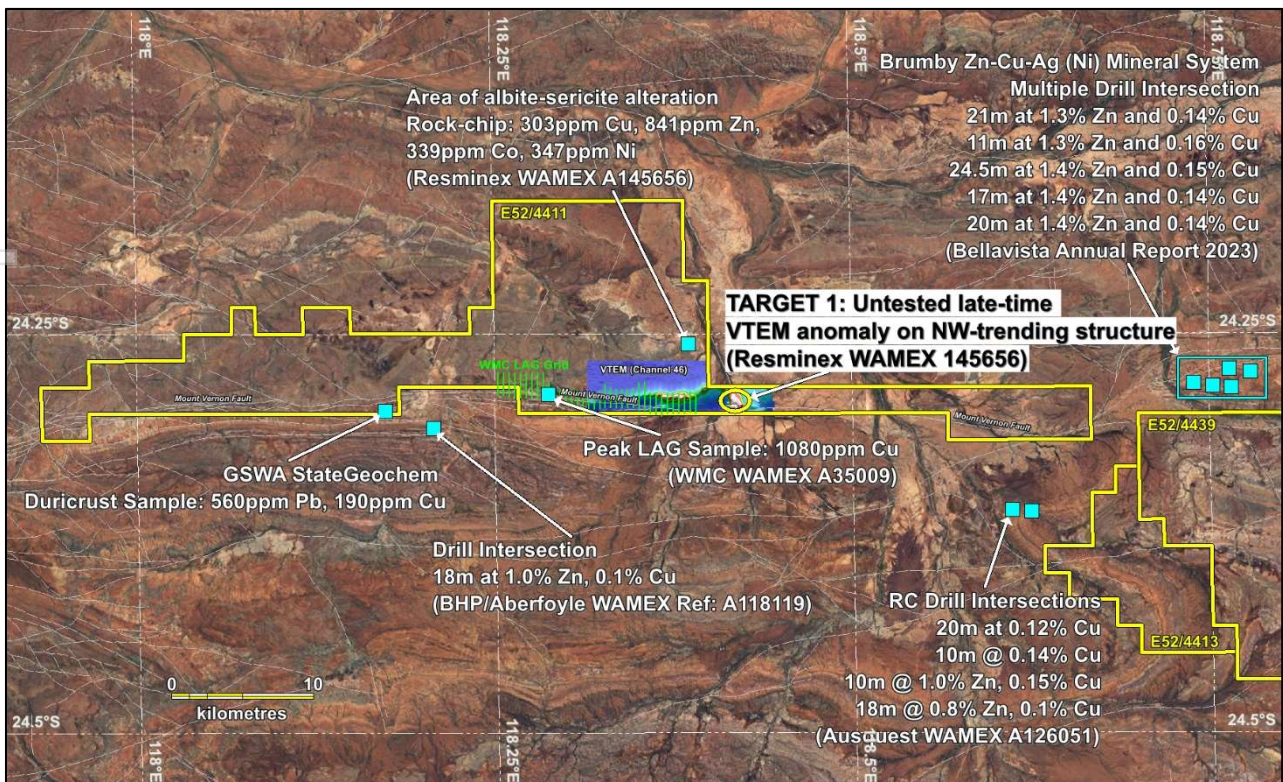 118°E
118.25°E
118.5°E
118.75°E
Brumby Zn-Cu-Ag (Ni) Mineral System
Multiple Drill Intersection
21m at 1.3% Zn and 0.14% Cu
11m at 1.3% Zn and 0.16% Cu
24.5m at 1.4% Zn and 0.15% Cu
17m at 1.4% Zn and 0.14% Cu
20m at 1.4% Zn and 0.14% Cu
(Bellavista Annual Report 2023)
Area of albite-sericite alteration
Rock-chip: 303ppm Cu, 841ppm Zn,
339ppm Co, 347ppm Ni
(Resminex WAMEX A145656)
E52/4411
TARGET 1: Untested late-time
VTEM anomaly on NW-trending structure
(Resminex WAMEX 145656)
24.25°S
24.25°S
WMC LAG Grid
VTEM (Channel 46)
Mount Vernon Fault
Mount Vernon Fault
Mount Vernon Fault
E52/4439
Peak LAG Sample: 1080ppm Cu
(WMC WAMEX A35009)
GSWA StateGeochem
Duricrust Sample: 560ppm Pb, 190ppm Cu
Drill Intersection
18m at 1.0% Zn, 0.1% Cu
(BHP/Aberfoyle WAMEX Ref: A118119)
RC Drill Intersections
20m at 0.12% Cu
10m @ 0.14% Cu
10m @ 1.0% Zn, 0.15% Cu
18m @ 0.8% Zn, 0.1% Cu
(Ausquest WAMEX A126051)
E52/4413
0 10
kilometres
24.5°S
24.5°S
118°E
118.25°E
118.5°E
118.75°E